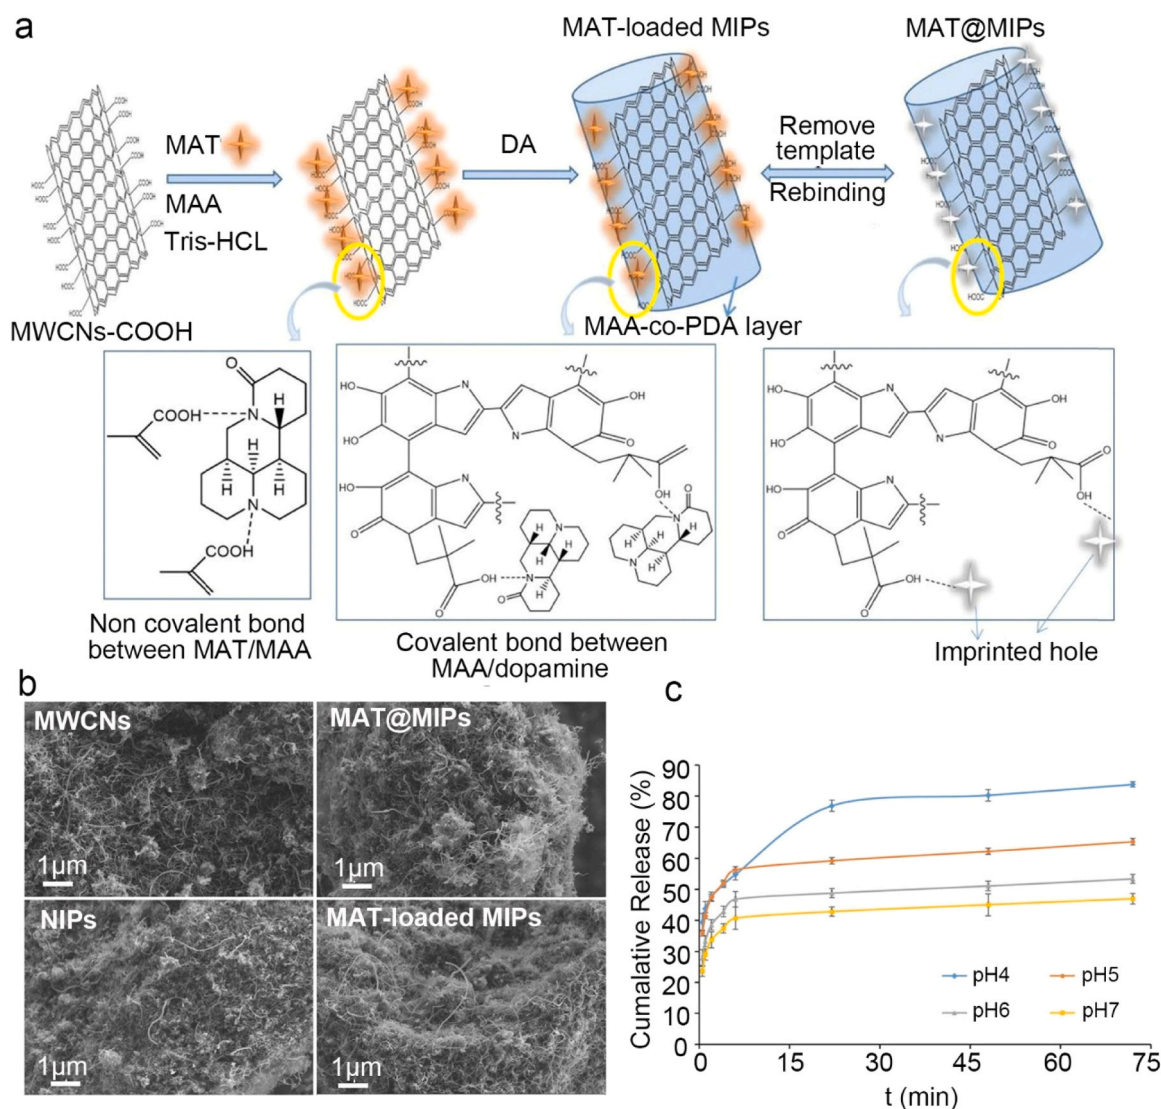 a
MAT-loaded MIPs
MAT@MIPs
MAT
MAA
Tris-HCL
DA
Remove
template
Rebinding
MWCNs-COOH
MAA-co-PDA layer
O
H
COOH
N
H
H
H
N
COOH
Non covalent bond
between MAT/MAA
HO
N
OH
HO
N
O
HO
N
O
OH
O
N
H
H
H
N
N
H
H
H
OH
N
O
H
O
Covalent bond between
MAA/dopamine
HO
N
OH
HO
N
O
HO
N
O
O
OH
OH
O
Imprinted hole
b
MWCNs
1μm
MAT@MIPs
1μm
NIPs
1μm
MAT-loaded MIPs
1μm
c
Cumalative Release (%)
90
80
70
60
50
40
30
20
10
0
pH4
pH5
pH6
pH7
0 15 30 45 60 75
t (min)